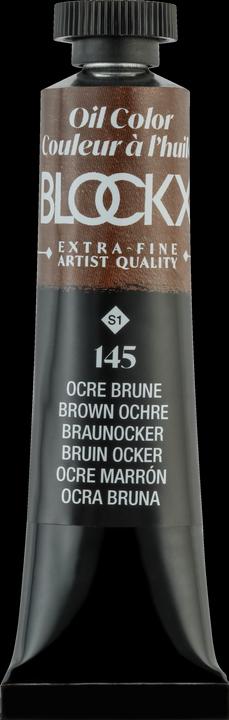 Oil Color
Couleur à l'huil
BLOCKX
EXTRA-FINE
ARTIST QUALITY
S1
145
OCRE BRUNE
BROWN OCHRE
BRAUNOCKER
BRUIN OCKER
OCRE MARRÓN
OCRA BRUNA